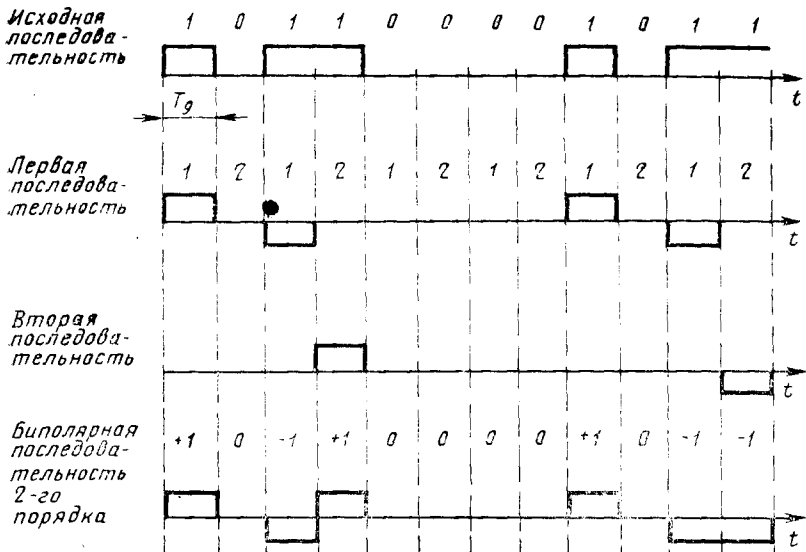 Исходная
последова-
тельность
1 0 1 1 0 0 0 0 1 0 1 1
t
Tд
Первая
последова-
тельность
1 2 1 2 1 2 1 2 1 2 1 2
t
Вторая
последова-
тельность
t
Биполярная
последова-
тельность
2-го
порядка
+1 0 -1 +1 0 0 0 0 +1 0 -1 -1
t